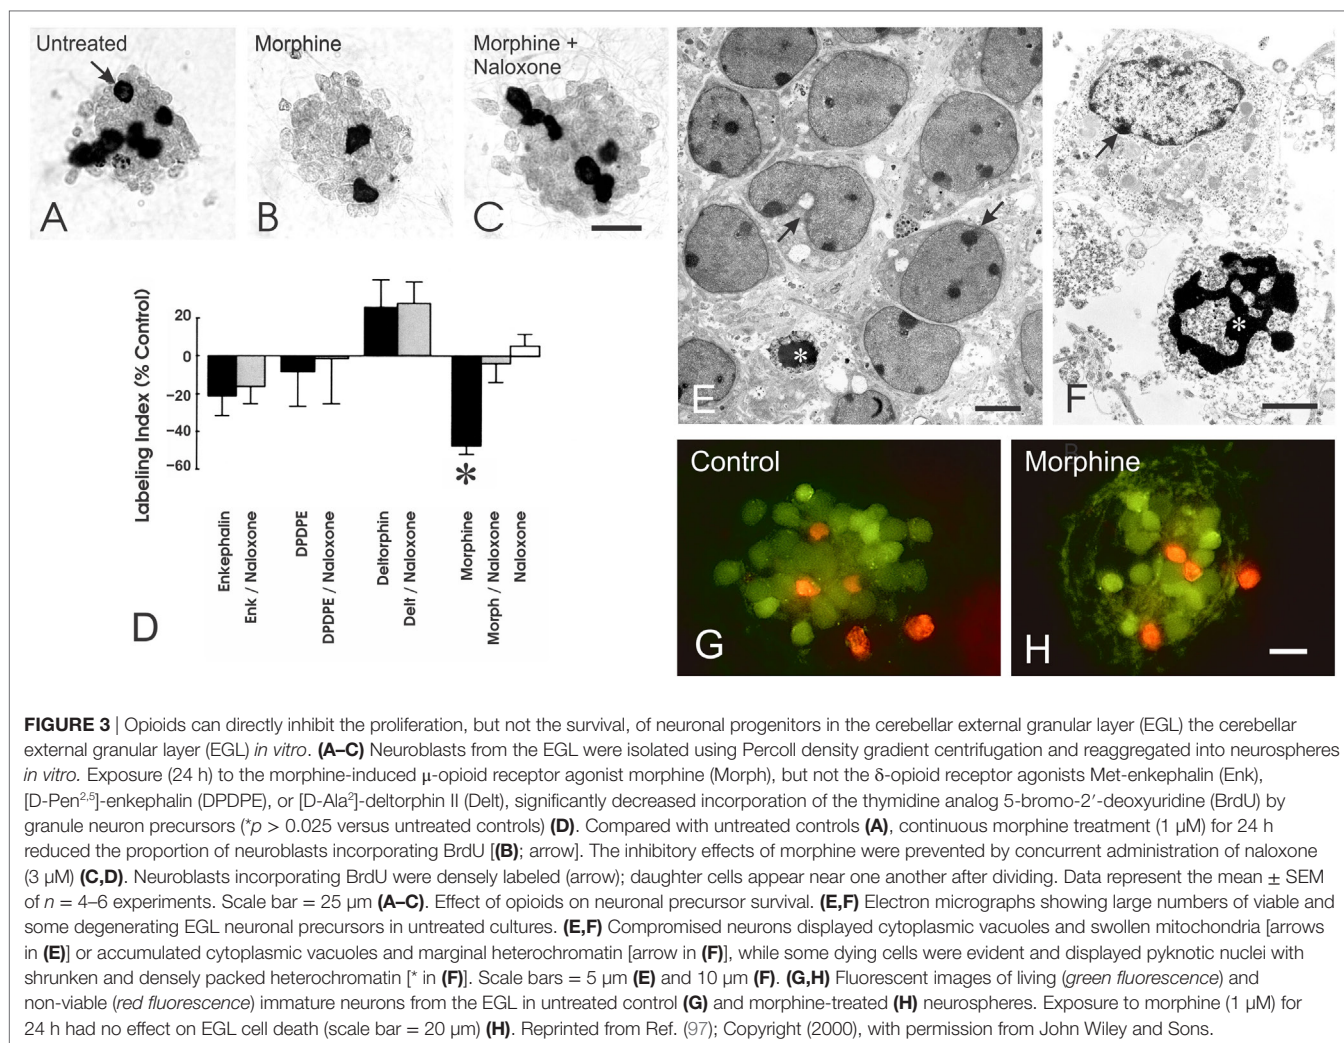 Untreated
Morphine
Morphine +
Naloxone
A
B
C
E
F
Labeling Index (% Control)
20
0
−20
−40
−60
*
Enkephalin
Enk / Naloxone
DPDPE
DPDPE / Naloxone
Deltorphin
Delt / Naloxone
Morphine
Morph / Naloxone
Naloxone
D
*
*
Control
G
Morphine
H
FIGURE 3 | Opioids can directly inhibit the proliferation, but not the survival, of neuronal progenitors in the cerebellar external granular layer (EGL) the cerebellar
external granular layer (EGL) in vitro. (A–C) Neuroblasts from the EGL were isolated using Percoll density gradient centrifugation and reaggregated into neurospheres
in vitro. Exposure (24 h) to the morphine-induced μ-opioid receptor agonist morphine (Morph), but not the δ-opioid receptor agonists Met-enkephalin (Enk),
[D-Pen2,5]-enkephalin (DPDPE), or [D-Ala2]-deltorphin II (Delt), significantly decreased incorporation of the thymidine analog 5-bromo-2′-deoxyuridine (BrdU) by
granule neuron precursors (*p > 0.025 versus untreated controls) (D). Compared with untreated controls (A), continuous morphine treatment (1 μM) for 24 h
reduced the proportion of neuroblasts incorporating BrdU [(B); arrow]. The inhibitory effects of morphine were prevented by concurrent administration of naloxone
(3 μM) (C,D). Neuroblasts incorporating BrdU were densely labeled (arrow); daughter cells appear near one another after dividing. Data represent the mean ± SEM
of n = 4–6 experiments. Scale bar = 25 μm (A–C). Effect of opioids on neuronal precursor survival. (E,F) Electron micrographs showing large numbers of viable and
some degenerating EGL neuronal precursors in untreated cultures. (E,F) Compromised neurons displayed cytoplasmic vacuoles and swollen mitochondria [arrows
in (E)] or accumulated cytoplasmic vacuoles and marginal heterochromatin [arrow in (F)], while some dying cells were evident and displayed pyknotic nuclei with
shrunken and densely packed heterochromatin [* in (F)]. Scale bars = 5 μm (E) and 10 μm (F). (G,H) Fluorescent images of living (green fluorescence) and
non-viable (red fluorescence) immature neurons from the EGL in untreated control (G) and morphine-treated (H) neurospheres. Exposure to morphine (1 μM) for
24 h had no effect on EGL cell death (scale bar = 20 μm) (H). Reprinted from Ref. (97); Copyright (2000), with permission from John Wiley and Sons.